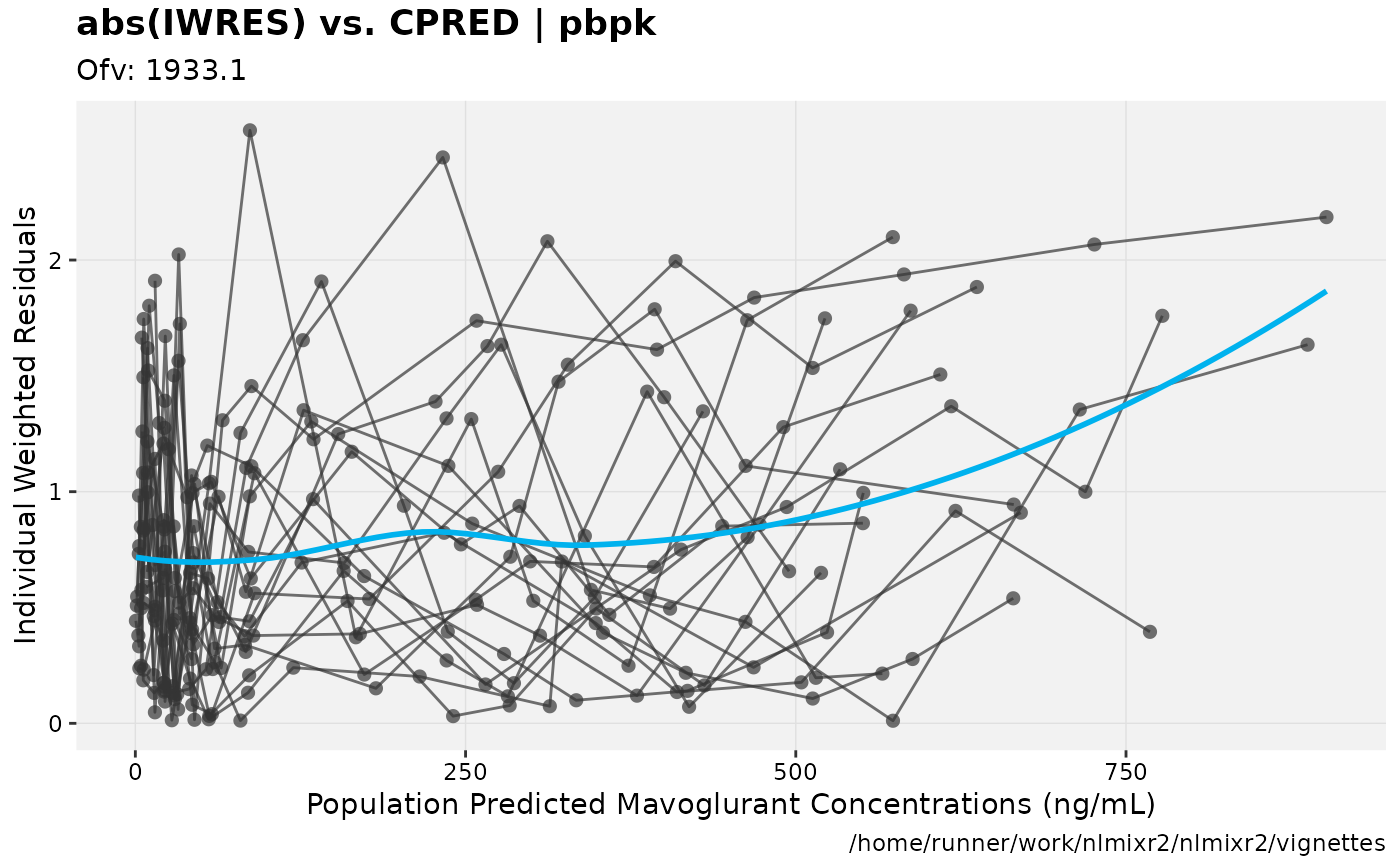 abs(IWRES) vs. CPRED | pbpk
Ofv: 1933.1
Individual Weighted Residuals
2
1
0
0 250 500 750
Population Predicted Mavoglurant Concentrations (ng/mL)
/home/runner/work/nlmixr2/nlmixr2/vignettes